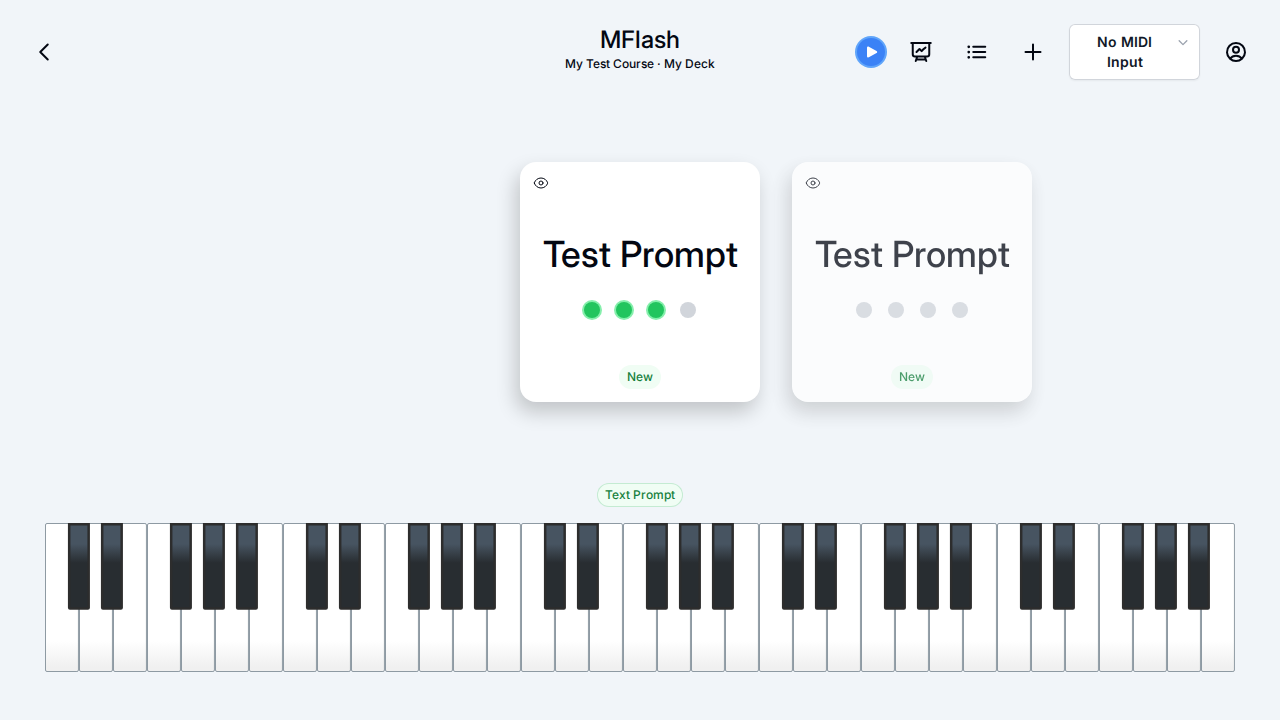 MFlash
My Test Course · My Deck
No MIDI
Input
Test Prompt
New
Test Prompt
New
Text Prompt